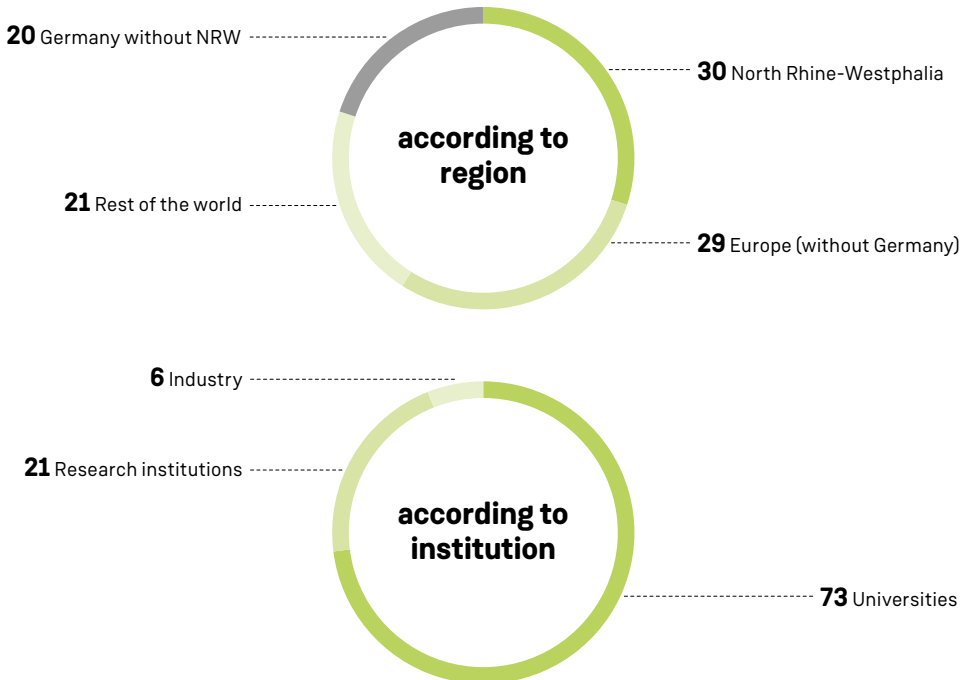 20 Germany without NRW
30 North Rhine-Westphalia
according to
region
21 Rest of the world
29 Europe (without Germany)
6 Industry
21 Research institutions
according to
institution
73 Universities